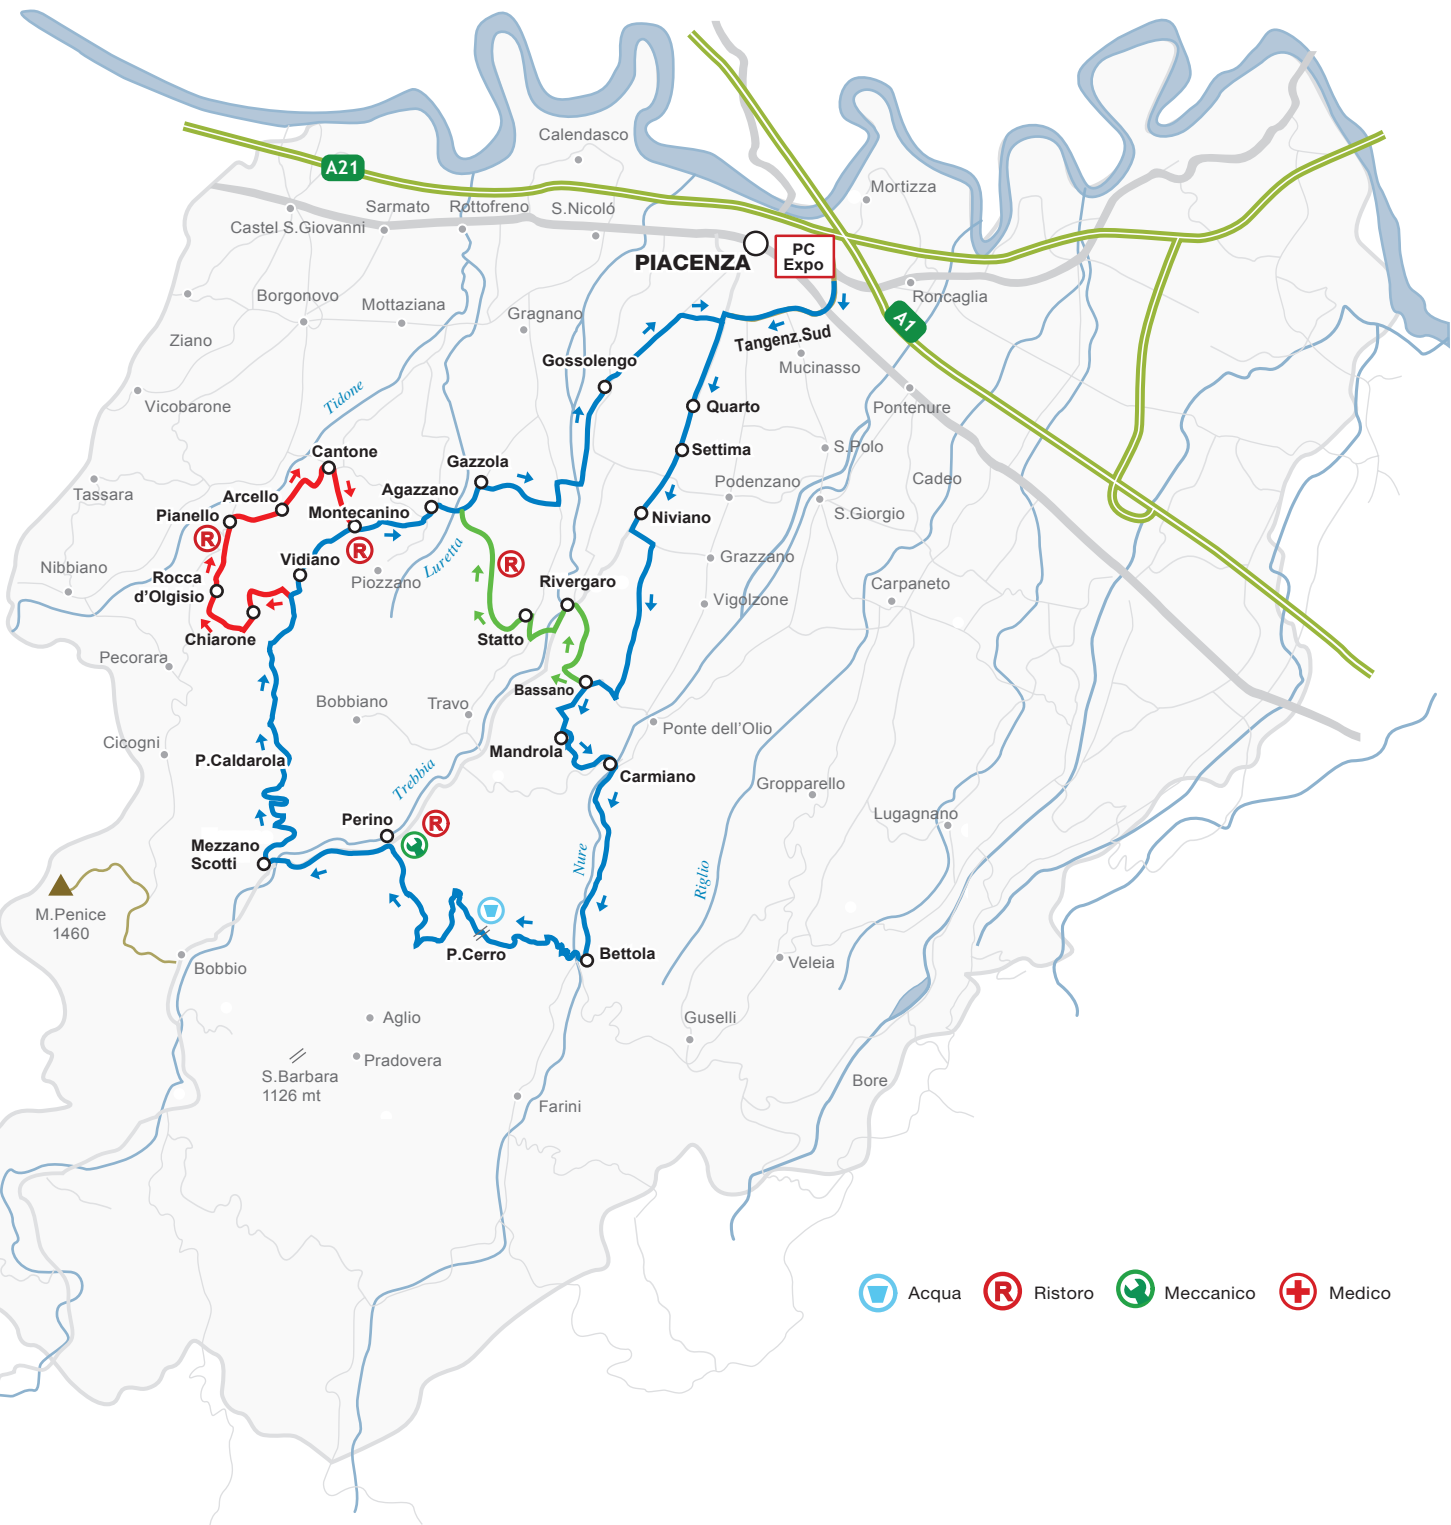 Calendasco
A21
Mortizza
Sarmato
Rottofreno
S.Nicoló
Castel S.Giovanni
PIACENZA
PC
Expo
Borgonovo
Mottaziana
Gragnano
Roncaglia
A1
Ziano
Tangenz.Sud
Gossolengo
Mucinasso
Tidone
Vicobarone
Quarto
Pontenure
Cantone
Settima
S.Polo
Gazzola
Podenzano
Cadeo
Tassara
Arcello
Agazzano
Pianello
Montecanino
Niviano
S.Giorgio
R
R
Vidiano
Luretta
R
Grazzano
Nibbiano
Rocca
d'Olgisio
Piozzano
Rivergaro
Carpaneto
Vigolzone
Chiarone
Statto
Pecorara
Bassano
Bobbiano
Travo
Ponte dell'Olio
Cicogni
P.Caldarola
Mandrola
Carmiano
Trebbia
Gropparello
Perino
R
Lugagnano
Mezzano
Scotti
Nure
Riglio
M.Penice
1460
P.Cerro
Bettola
Bobbio
Veleia
Aglio
Guselli
Pradovera
S.Barbara
1126 mt
Bore
Farini
Acqua
R
Ristoro
Meccanico
Medico